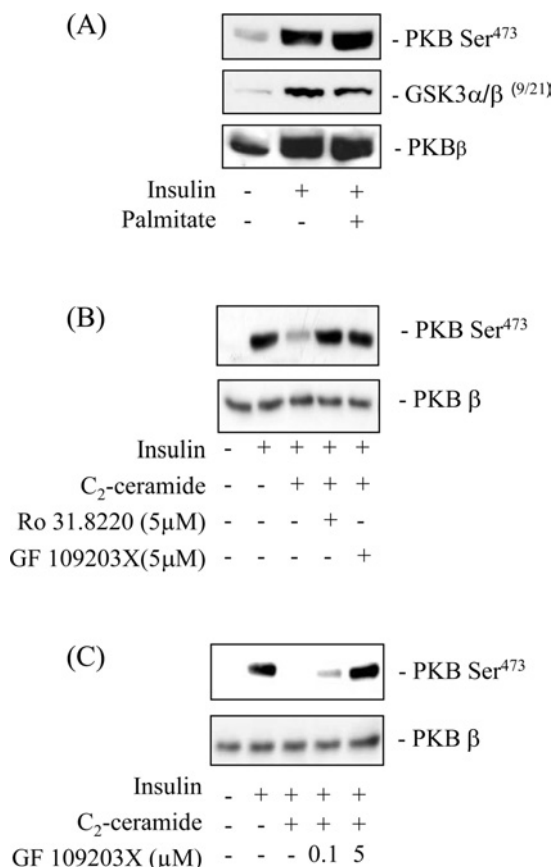 (A)
- PKB Ser473
- GSK3α/β (9/21)
- PKBβ
Insulin - + +
Palmitate - - +
(B)
- PKB Ser473
- PKB β
Insulin - + + + +
C2-ceramide - - + + +
Ro 31.8220 (5μM) - - - + -
GF 109203X(5μM) - - - - +
(C)
- PKB Ser473
- PKB β
Insulin - + + + +
C2-ceramide - - + + +
GF 109203X (μM) - - - 0.1 5